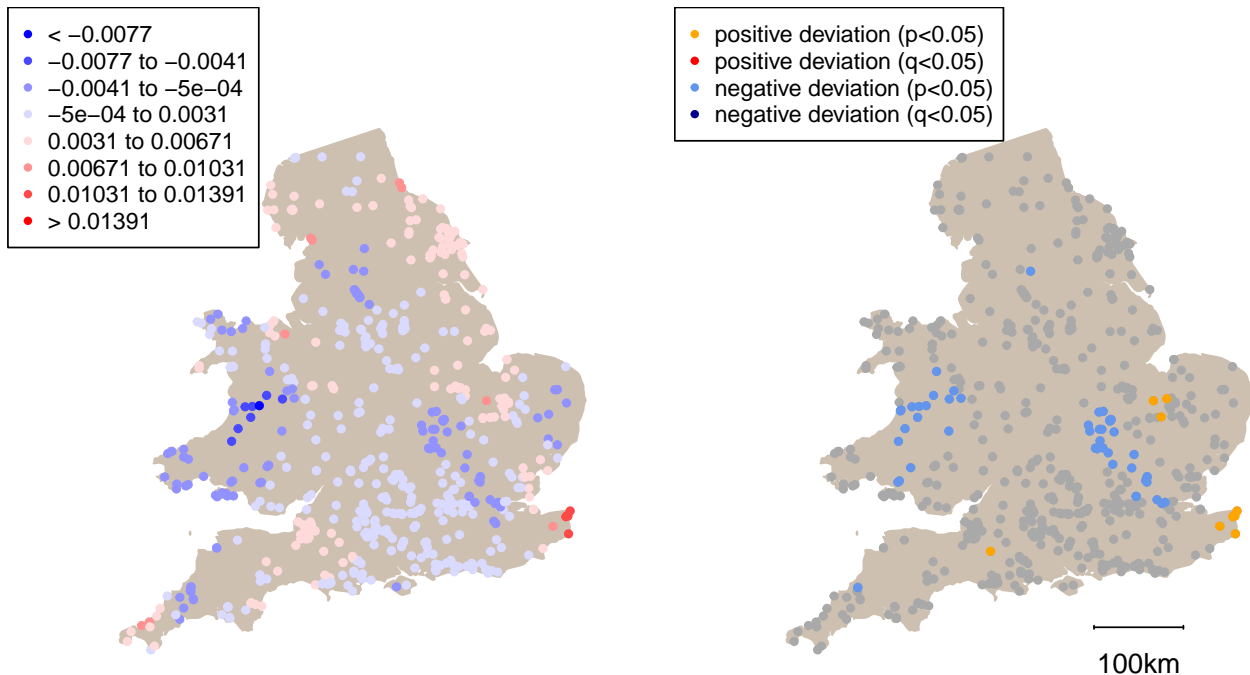 < −0.0077
−0.0077 to −0.0041
−0.0041 to −5e−04
−5e−04 to 0.0031
0.0031 to 0.00671
0.00671 to 0.01031
0.01031 to 0.01391
> 0.01391
positive deviation (p<0.05)
positive deviation (q<0.05)
negative deviation (p<0.05)
negative deviation (q<0.05)
100km